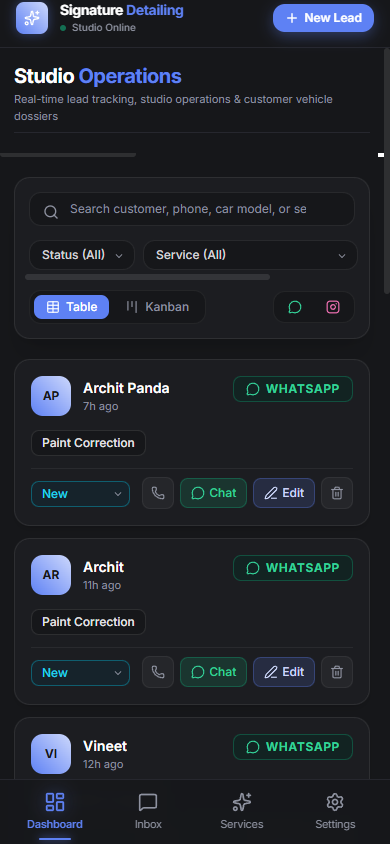 Signature Detailing
Studio Online
New Lead
Studio Operations
Real-time lead tracking, studio operations & customer vehicle
dossiers
Search customer, phone, car model, or se
Status (All)
Service (All)
Table
Kanban
AP
Archit Panda
7h ago
WHATSAPP
Paint Correction
New
Chat
Edit
AR
Archit
11h ago
WHATSAPP
Paint Correction
New
Chat
Edit
VI
Vineet
12h ago
WHATSAPP
Dashboard
Inbox
Services
Settings